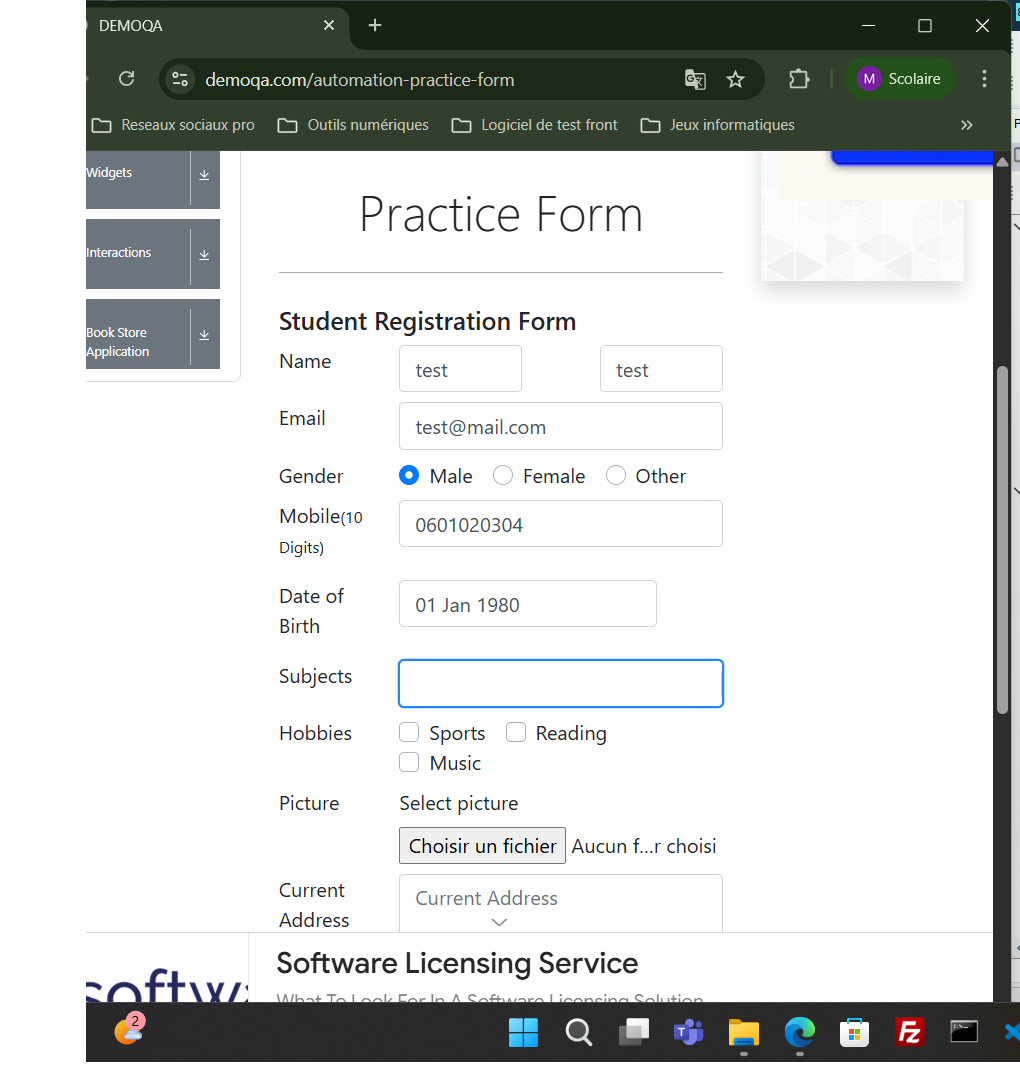 DEMOQA
demoqa.com/automation-practice-form
M Scolaire
Reseaux sociaux pro Outils numériques Logiciel de test front Jeux informatiques
Widgets
Interactions
Book Store
Application
Practice Form
Student Registration Form
Name test test
Email test@mail.com
Gender Male Female Other
Mobile(10
Digits) 0601020304
Date of
Birth 01 Jan 1980
Subjects
Hobbies Sports Reading
Music
Picture Select picture
Choisir un fichier Aucun f...r choisi
Current
Address Current Address
Software Licensing Service
What To Look For In A Software Licensing Solution
softwa
2
T
FZ